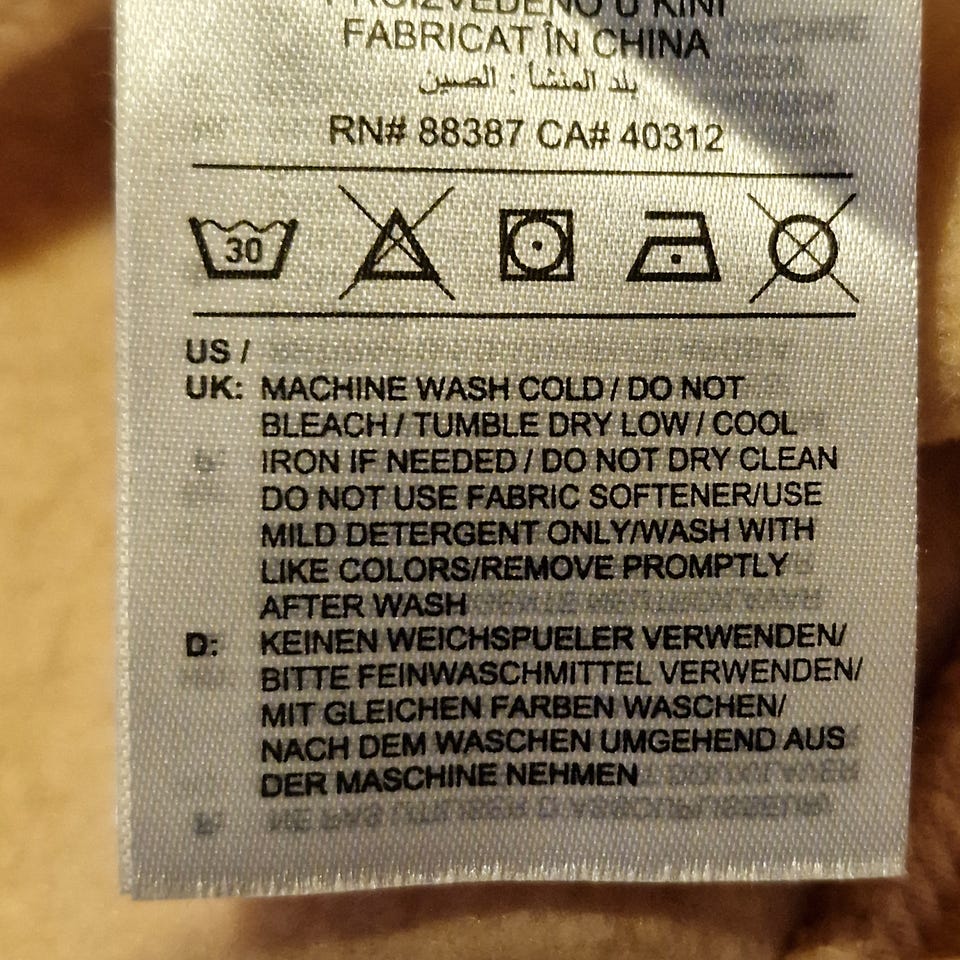 PROIZVEDENO U KINI
FABRICAT ÎN CHINA
بلد المنشأ : الصين
RN# 88387 CA# 40312
30
US /
UK: MACHINE WASH COLD / DO NOT
BLEACH / TUMBLE DRY LOW / COOL
IRON IF NEEDED / DO NOT DRY CLEAN
DO NOT USE FABRIC SOFTENER/USE
MILD DETERGENT ONLY/WASH WITH
LIKE COLORS/REMOVE PROMPTLY
AFTER WASH
D: KEINEN WEICHSPUELER VERWENDEN/
BITTE FEINWASCHMITTEL VERWENDEN/
MIT GLEICHEN FARBEN WASCHEN/
NACH DEM WASCHEN UMGEHEND AUS
DER MASCHINE NEHMEN